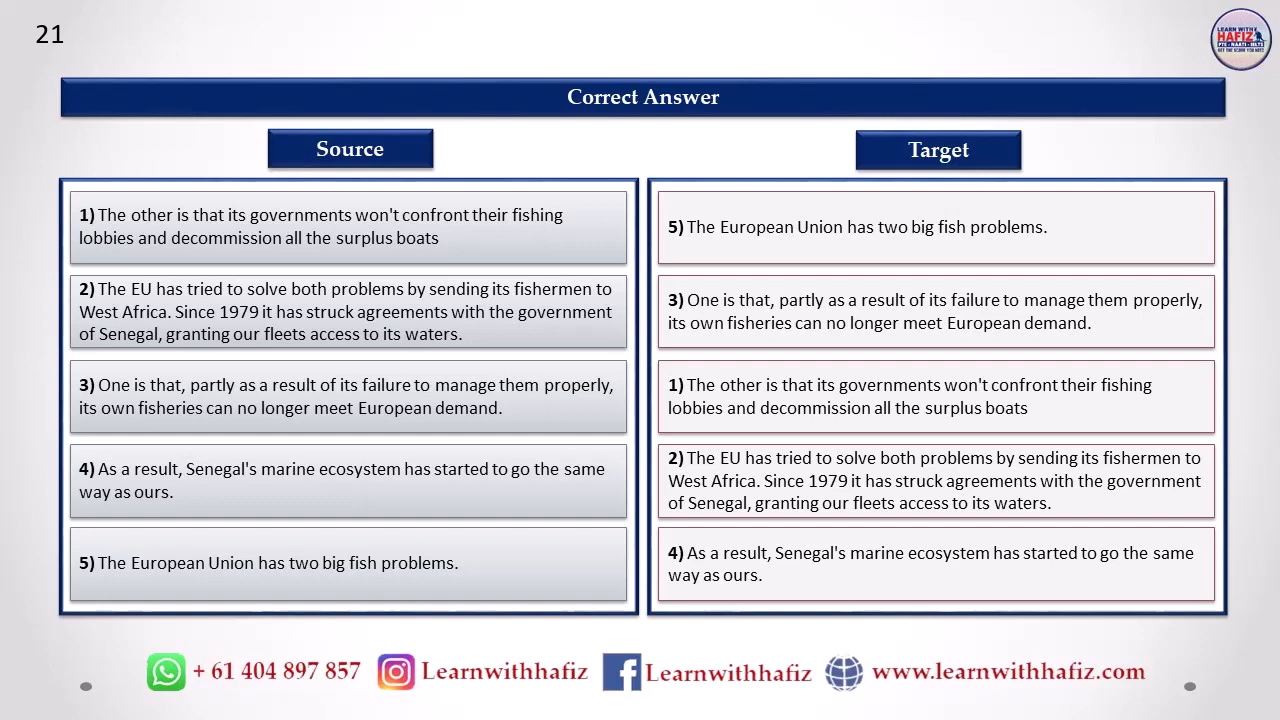 21
LEARN WITH
HAFIZ
PTE - NAATI - IELTS
GET THE SCORE YOU NEED
Correct Answer
Source
Target
1) The other is that its governments won't confront their fishing
lobbies and decommission all the surplus boats
2) The EU has tried to solve both problems by sending its fishermen to
West Africa. Since 1979 it has struck agreements with the government
of Senegal, granting our fleets access to its waters.
3) One is that, partly as a result of its failure to manage them properly,
its own fisheries can no longer meet European demand.
4) As a result, Senegal's marine ecosystem has started to go the same
way as ours.
5) The European Union has two big fish problems.
5) The European Union has two big fish problems.
3) One is that, partly as a result of its failure to manage them properly,
its own fisheries can no longer meet European demand.
1) The other is that its governments won't confront their fishing
lobbies and decommission all the surplus boats
2) The EU has tried to solve both problems by sending its fishermen to
West Africa. Since 1979 it has struck agreements with the government
of Senegal, granting our fleets access to its waters.
4) As a result, Senegal's marine ecosystem has started to go the same
way as ours.
+ 61 404 897 857
Learnwithhafiz
Learnwithhafiz
www.learnwithhafiz.com